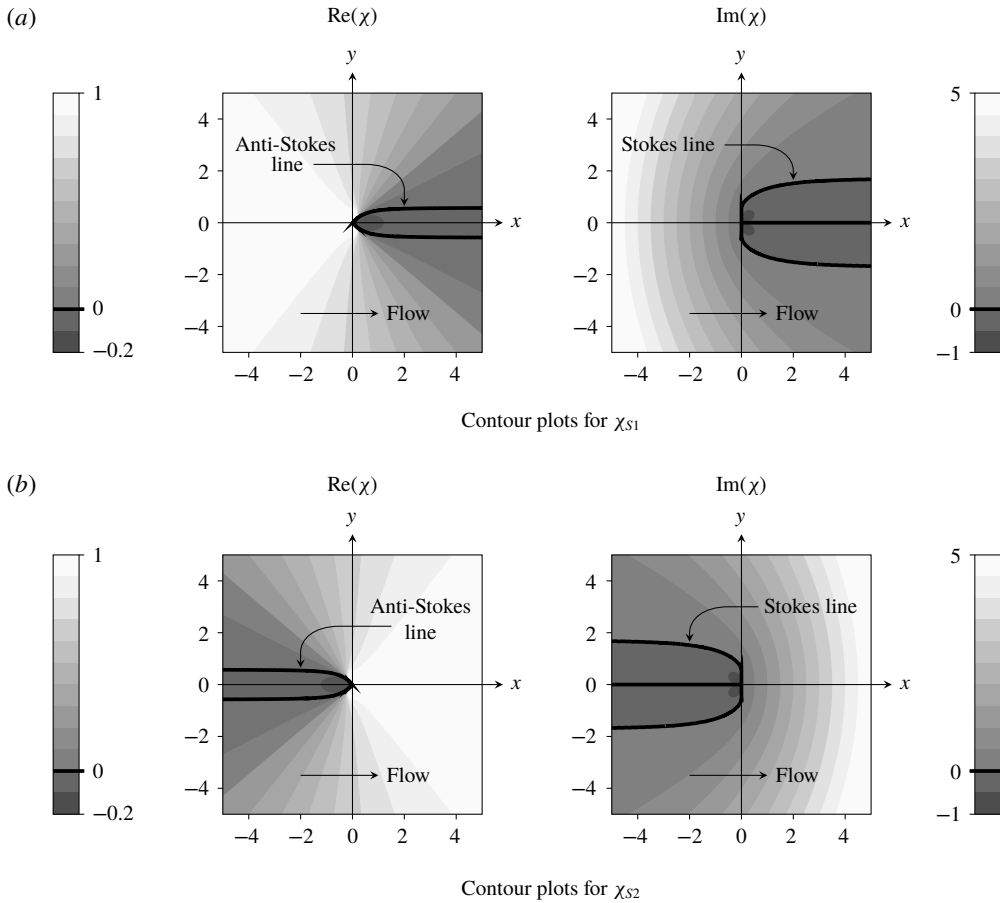 (a)
Re(χ)
Im(χ)
y
y
1
5
4
4
Anti-Stokes
line
Stokes line
2
2
0
x
0
x
−2
−2
0
Flow
Flow
0
−4
−4
−0.2
−1
−4 −2 0 2 4
−4 −2 0 2 4
Contour plots for χS1
(b)
Re(χ)
Im(χ)
y
y
1
5
4
4
Anti-Stokes
line
Stokes line
2
2
0
x
0
x
−2
−2
0
Flow
Flow
0
−4
−4
−0.2
−1
−4 −2 0 2 4
−4 −2 0 2 4
Contour plots for χS2